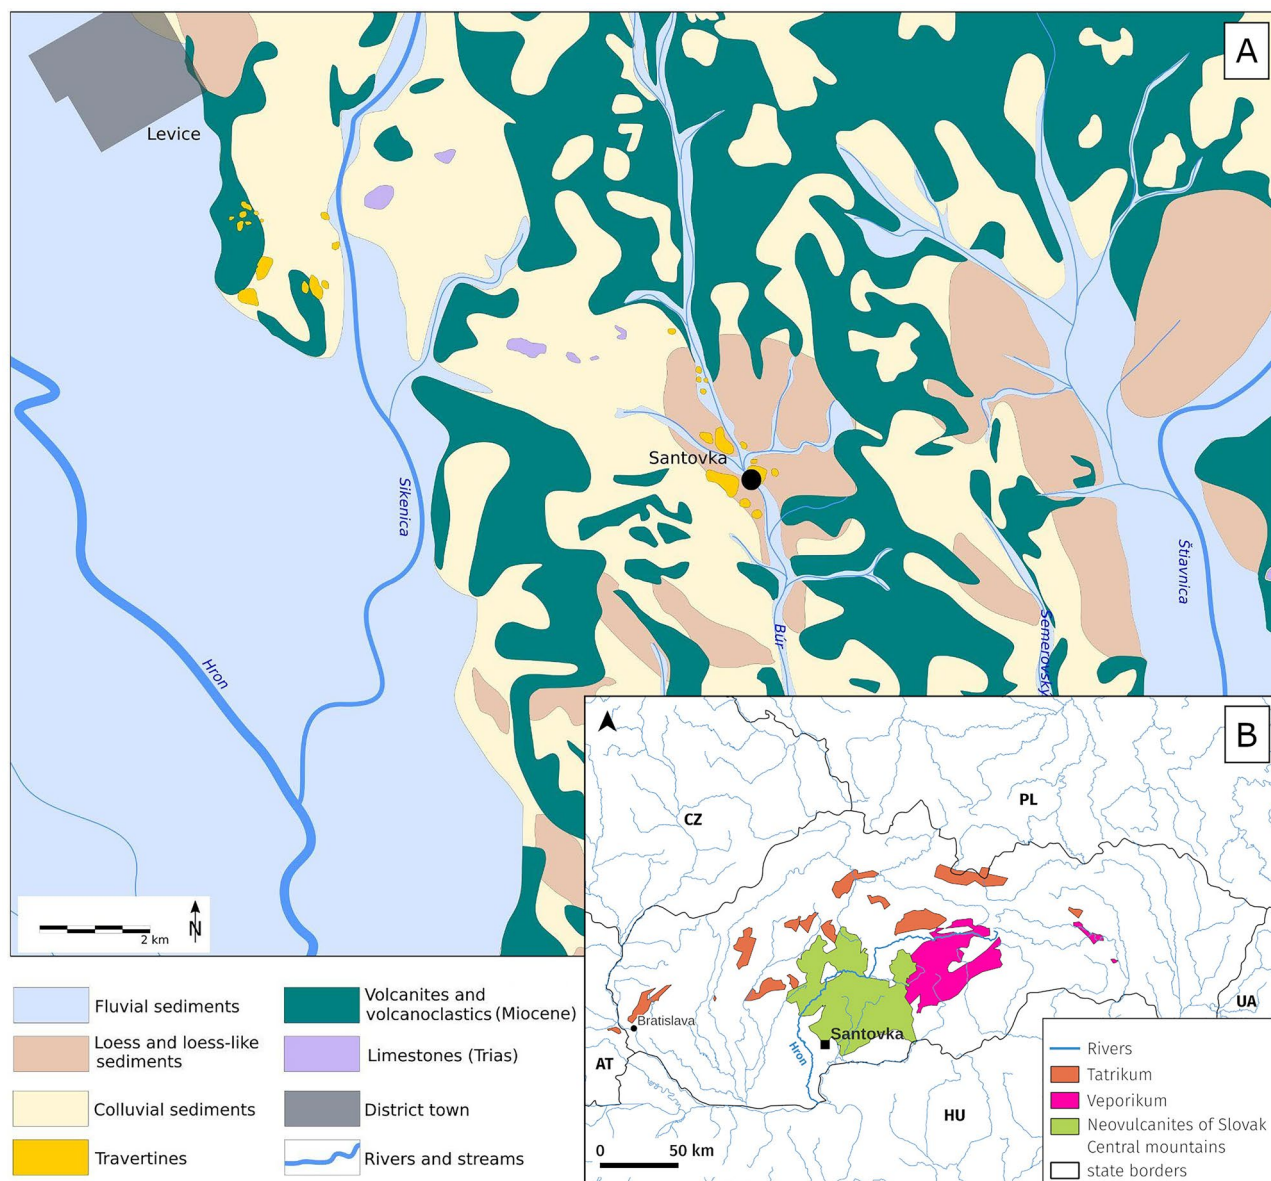 A
Levice
Santovka
Sikenica
Štiavnica
Hron
Búr
Semerovský
N
2 km
B
PL
CZ
UA
Bratislava
Santovka
Hron
AT
HU
0
50 km
Rivers
Tatrikum
Veporikum
Neovulcanites of Slovak
Central mountains
state borders
Fluvial sediments
Loess and loess-like
sediments
Colluvial sediments
Travertines
Volcanites and
volcanoclastics (Miocene)
Limestones (Trias)
District town
Rivers and streams